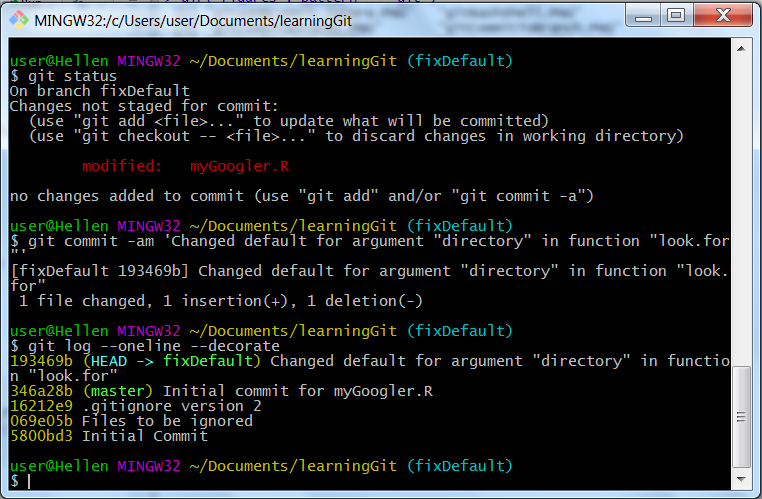 MINGW32:/c/Users/user/Documents/learningGit
user@Hellen MINGW32 ~/Documents/learningGit (fixDefault)
$ git status
On branch fixDefault
Changes not staged for commit:
  (use "git add <file>..." to update what will be committed)
  (use "git checkout -- <file>..." to discard changes in working directory)
        modified:   myGoogler.R
no changes added to commit (use "git add" and/or "git commit -a")
user@Hellen MINGW32 ~/Documents/learningGit (fixDefault)
$ git commit -am 'Changed default for argument "directory" in function "look.for
"'
[fixDefault 193469b] Changed default for argument "directory" in function "look.
for"
 1 file changed, 1 insertion(+), 1 deletion(-)
user@Hellen MINGW32 ~/Documents/learningGit (fixDefault)
$ git log --oneline --decorate
193469b (HEAD -> fixDefault) Changed default for argument "directory" in functio
n "look.for"
346a28b (master) Initial commit for myGoogler.R
16212e9 .gitignore version 2
069e05b Files to be ignored
5800bd3 Initial Commit
user@Hellen MINGW32 ~/Documents/learningGit (fixDefault)
$